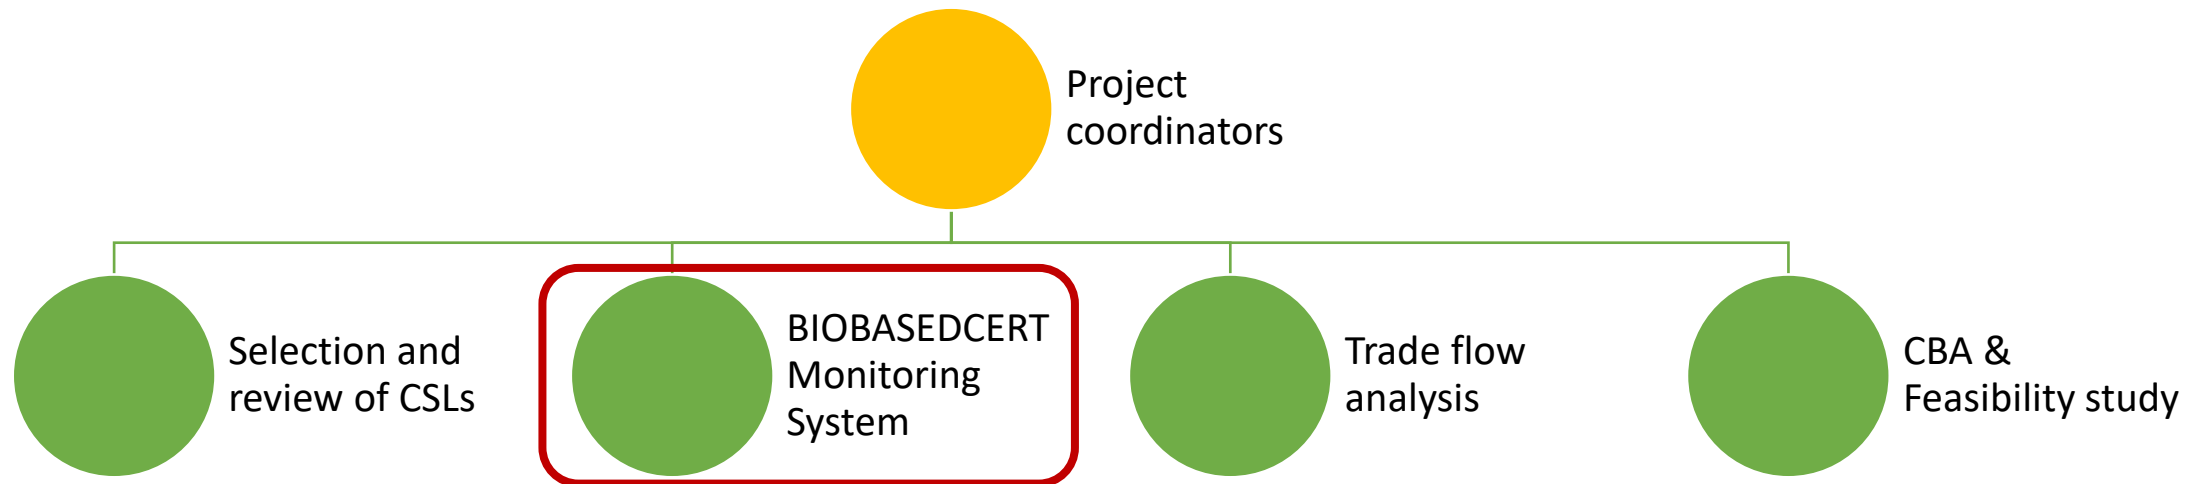 Project
coordinators
Selection and
review of CSLs
BIOBASEDCERT
Monitoring
System
Trade flow
analysis
CBA &
Feasibility study